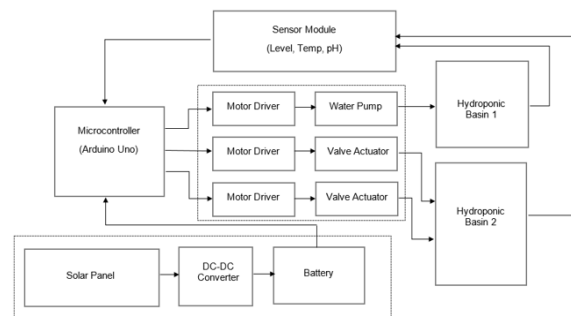 Sensor Module
(Level, Temp, pH)
Motor Driver
Water Pump
Hydroponic
Basin 1
Microcontroller
(Arduino Uno)
Motor Driver
Valve Actuator
Motor Driver
Valve Actuator
Hydroponic
Basin 2
Solar Panel
DC-DC
Converter
Battery